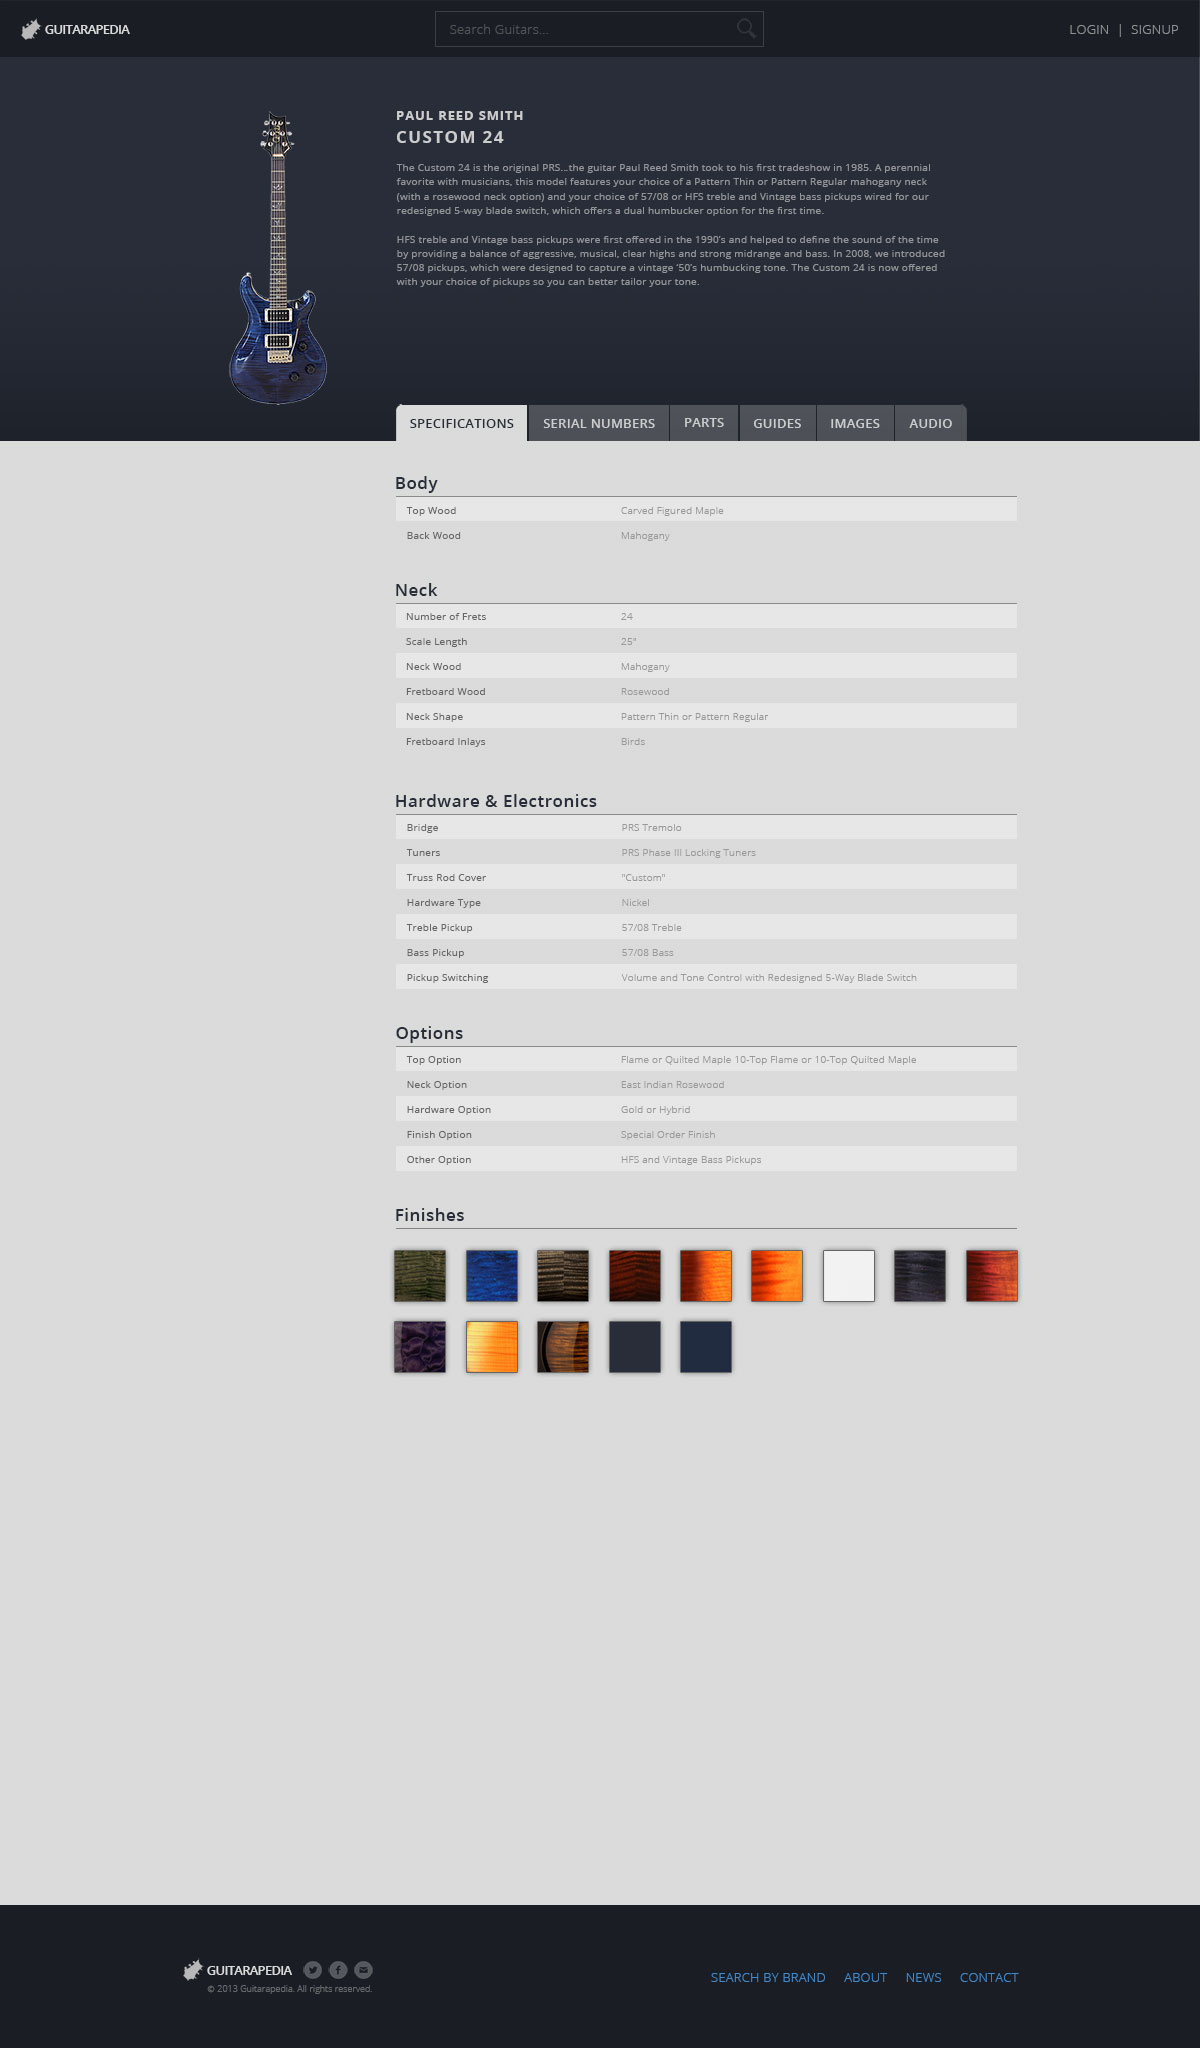 GUITARAPEDIA
Search Guitars...
LOGIN | SIGNUP
PAUL REED SMITH
CUSTOM 24
The Custom 24 is the original PRS...the guitar Paul Reed Smith took to his first tradeshow in 1985. A perennial
favorite with musicians, this model features your choice of a Pattern Thin or Pattern Regular mahogany neck
(with a rosewood neck option) and your choice of 57/08 or HFS treble and Vintage bass pickups wired for our
redesigned 5-way blade switch, which offers a dual humbucker option for the first time.
HFS treble and Vintage bass pickups were first offered in the 1990's and helped to define the sound of the time
by providing a balance of aggressive, musical, clear highs and strong midrange and bass. In 2008, we introduced
57/08 pickups, which were designed to capture a vintage '50's humbucking tone. The Custom 24 is now offered
with your choice of pickups so you can better tailor your tone.
SPECIFICATIONS SERIAL NUMBERS PARTS GUIDES IMAGES AUDIO
Body
Top Wood Carved Figured Maple
Back Wood Mahogany
Neck
Number of Frets 24
Scale Length 25"
Neck Wood Mahogany
Fretboard Wood Rosewood
Neck Shape Pattern Thin or Pattern Regular
Fretboard Inlays Birds
Hardware & Electronics
Bridge PRS Tremolo
Tuners PRS Phase III Locking Tuners
Truss Rod Cover "Custom"
Hardware Type Nickel
Treble Pickup 57/08 Treble
Bass Pickup 57/08 Bass
Pickup Switching Volume and Tone Control with Redesigned 5-Way Blade Switch
Options
Top Option Flame or Quilted Maple 10-Top Flame or 10-Top Quilted Maple
Neck Option East Indian Rosewood
Hardware Option Gold or Hybrid
Finish Option Special Order Finish
Other Option HFS and Vintage Bass Pickups
Finishes
GUITARAPEDIA
© 2013 Guitarapedia. All rights reserved.
SEARCH BY BRAND ABOUT NEWS CONTACT